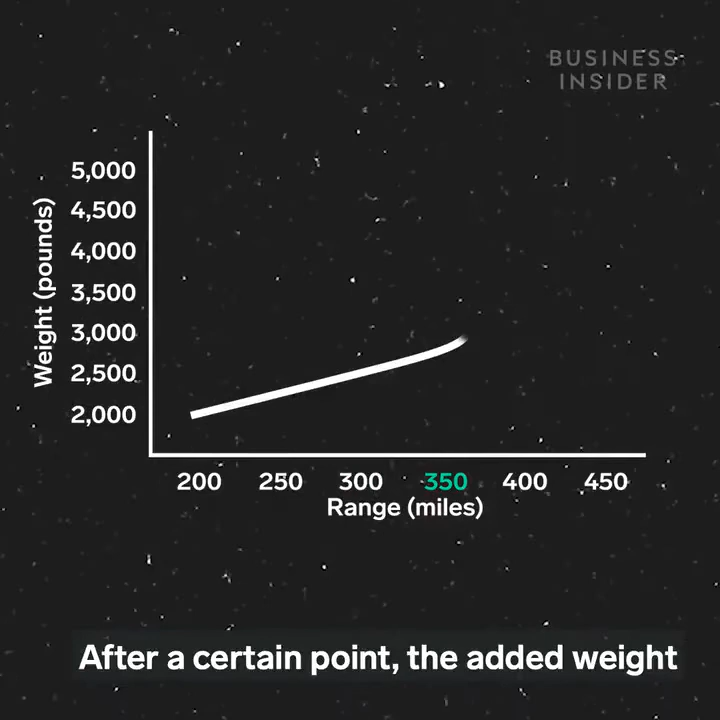 BUSINESS
INSIDER
Weight (pounds)
5,000
4,500
4,000
3,500
3,000
2,500
2,000
200 250 300 350 400 450
Range (miles)
After a certain point, the added weight